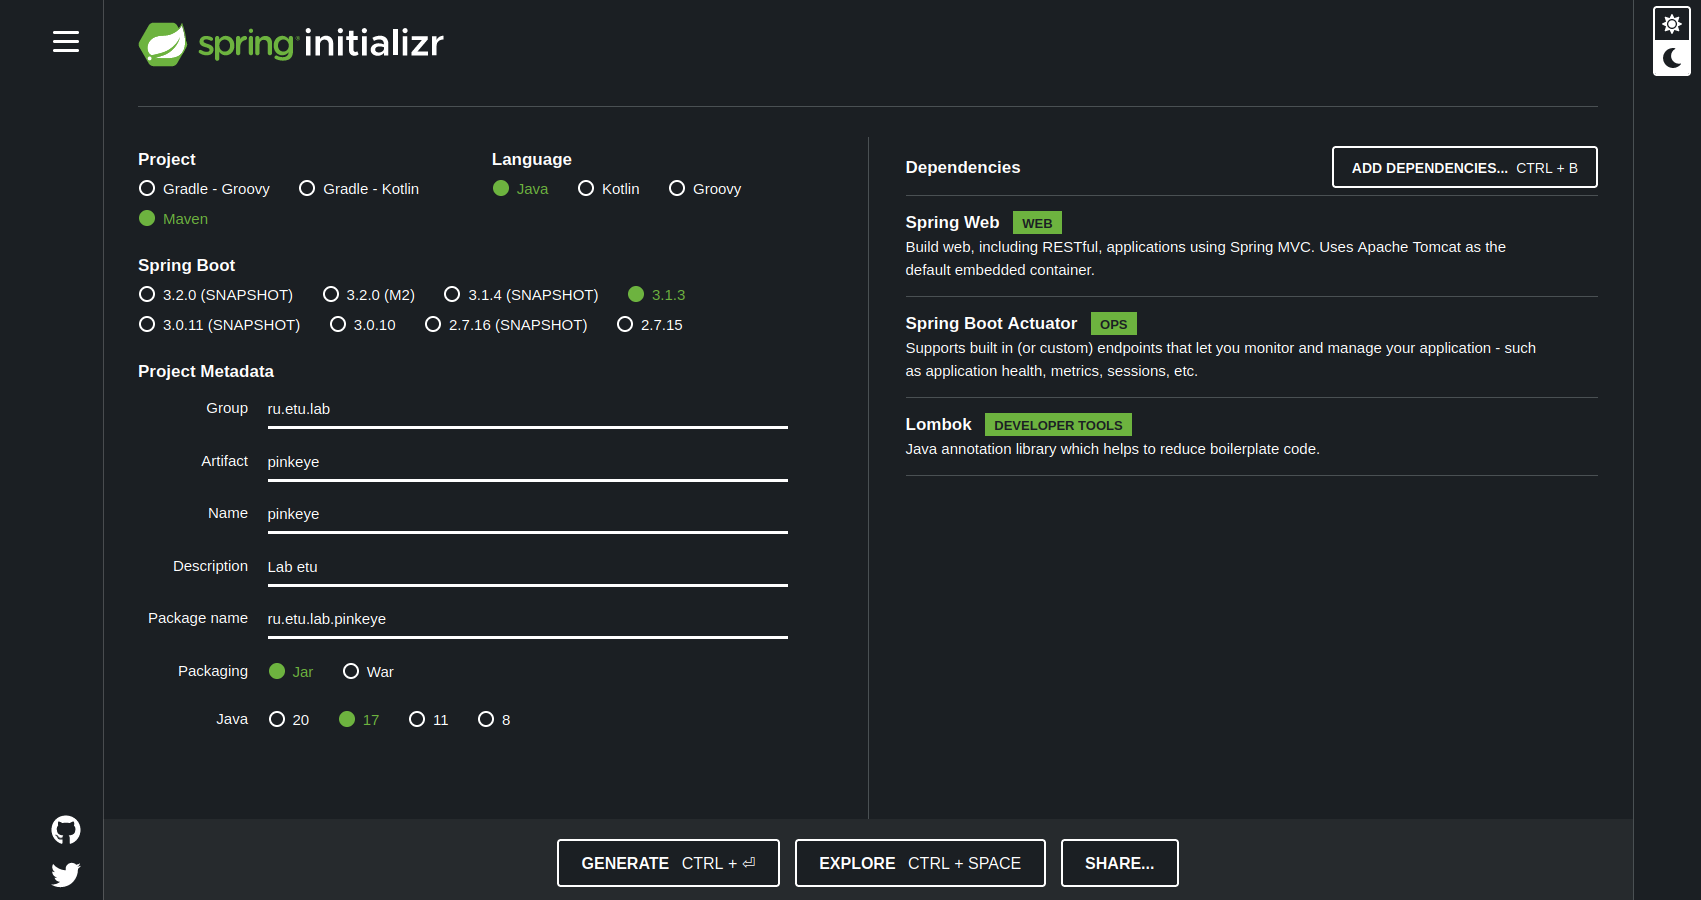 spring initializr
Project
Gradle - Groovy Gradle - Kotlin
Maven
Language
Java Kotlin Groovy
Spring Boot
3.2.0 (SNAPSHOT) 3.2.0 (M2) 3.1.4 (SNAPSHOT) 3.1.3
3.0.11 (SNAPSHOT) 3.0.10 2.7.16 (SNAPSHOT) 2.7.15
Project Metadata
Group ru.etu.lab
Artifact pinkeye
Name pinkeye
Description Lab etu
Package name ru.etu.lab.pinkeye
Packaging Jar War
Java 20 17 11 8
Dependencies ADD DEPENDENCIES... CTRL + B
Spring Web WEB
Build web, including RESTful, applications using Spring MVC. Uses Apache Tomcat as the
default embedded container.
Spring Boot Actuator OPS
Supports built in (or custom) endpoints that let you monitor and manage your application - such
as application health, metrics, sessions, etc.
Lombok DEVELOPER TOOLS
Java annotation library which helps to reduce boilerplate code.
GENERATE CTRL + ⏎ EXPLORE CTRL + SPACE SHARE...